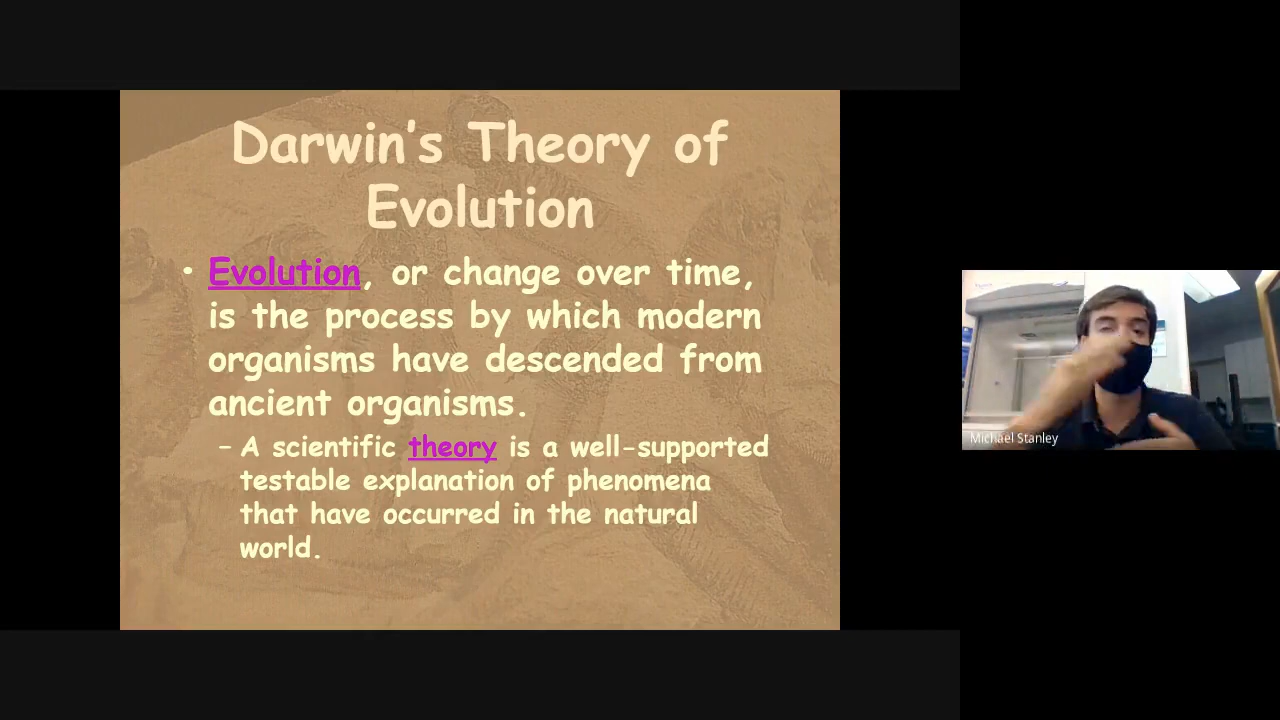 Darwin's Theory of
Evolution
• Evolution, or change over time,
is the process by which modern
organisms have descended from
ancient organisms.
– A scientific theory is a well-supported
testable explanation of phenomena
that have occurred in the natural
world.
Michael Stanley